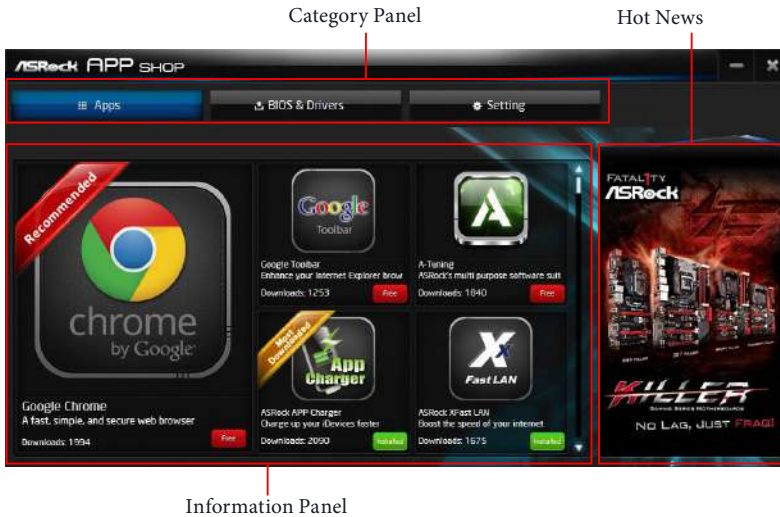 Category Panel
Hot News
ASRock APP SHOP
Apps
BIOS & Drivers
Setting
Recommended
chrome
by Google
Google Chrome
A fast, simple, and secure web browser
Downloads: 1994
Free
Google
Toolbar
Google Toolbar
Enhance your Internet Explorer brow
Downloads: 1253
Free
A-Tuning
ASRock's multi purpose software suit
Downloads: 1840
Free
Most
Downloaded
App
Charger
ASRock APP Charger
Charge up your iDevices faster
Downloads: 2090
Installed
X
Fast LAN
ASRock XFast LAN
Boost the speed of your internet
Downloads: 1675
Installed
FATAL1TY
ASRock
KILLER
GAMING SERIES MOTHERBOARDS
NO LAG, JUST FRAG!
Information Panel